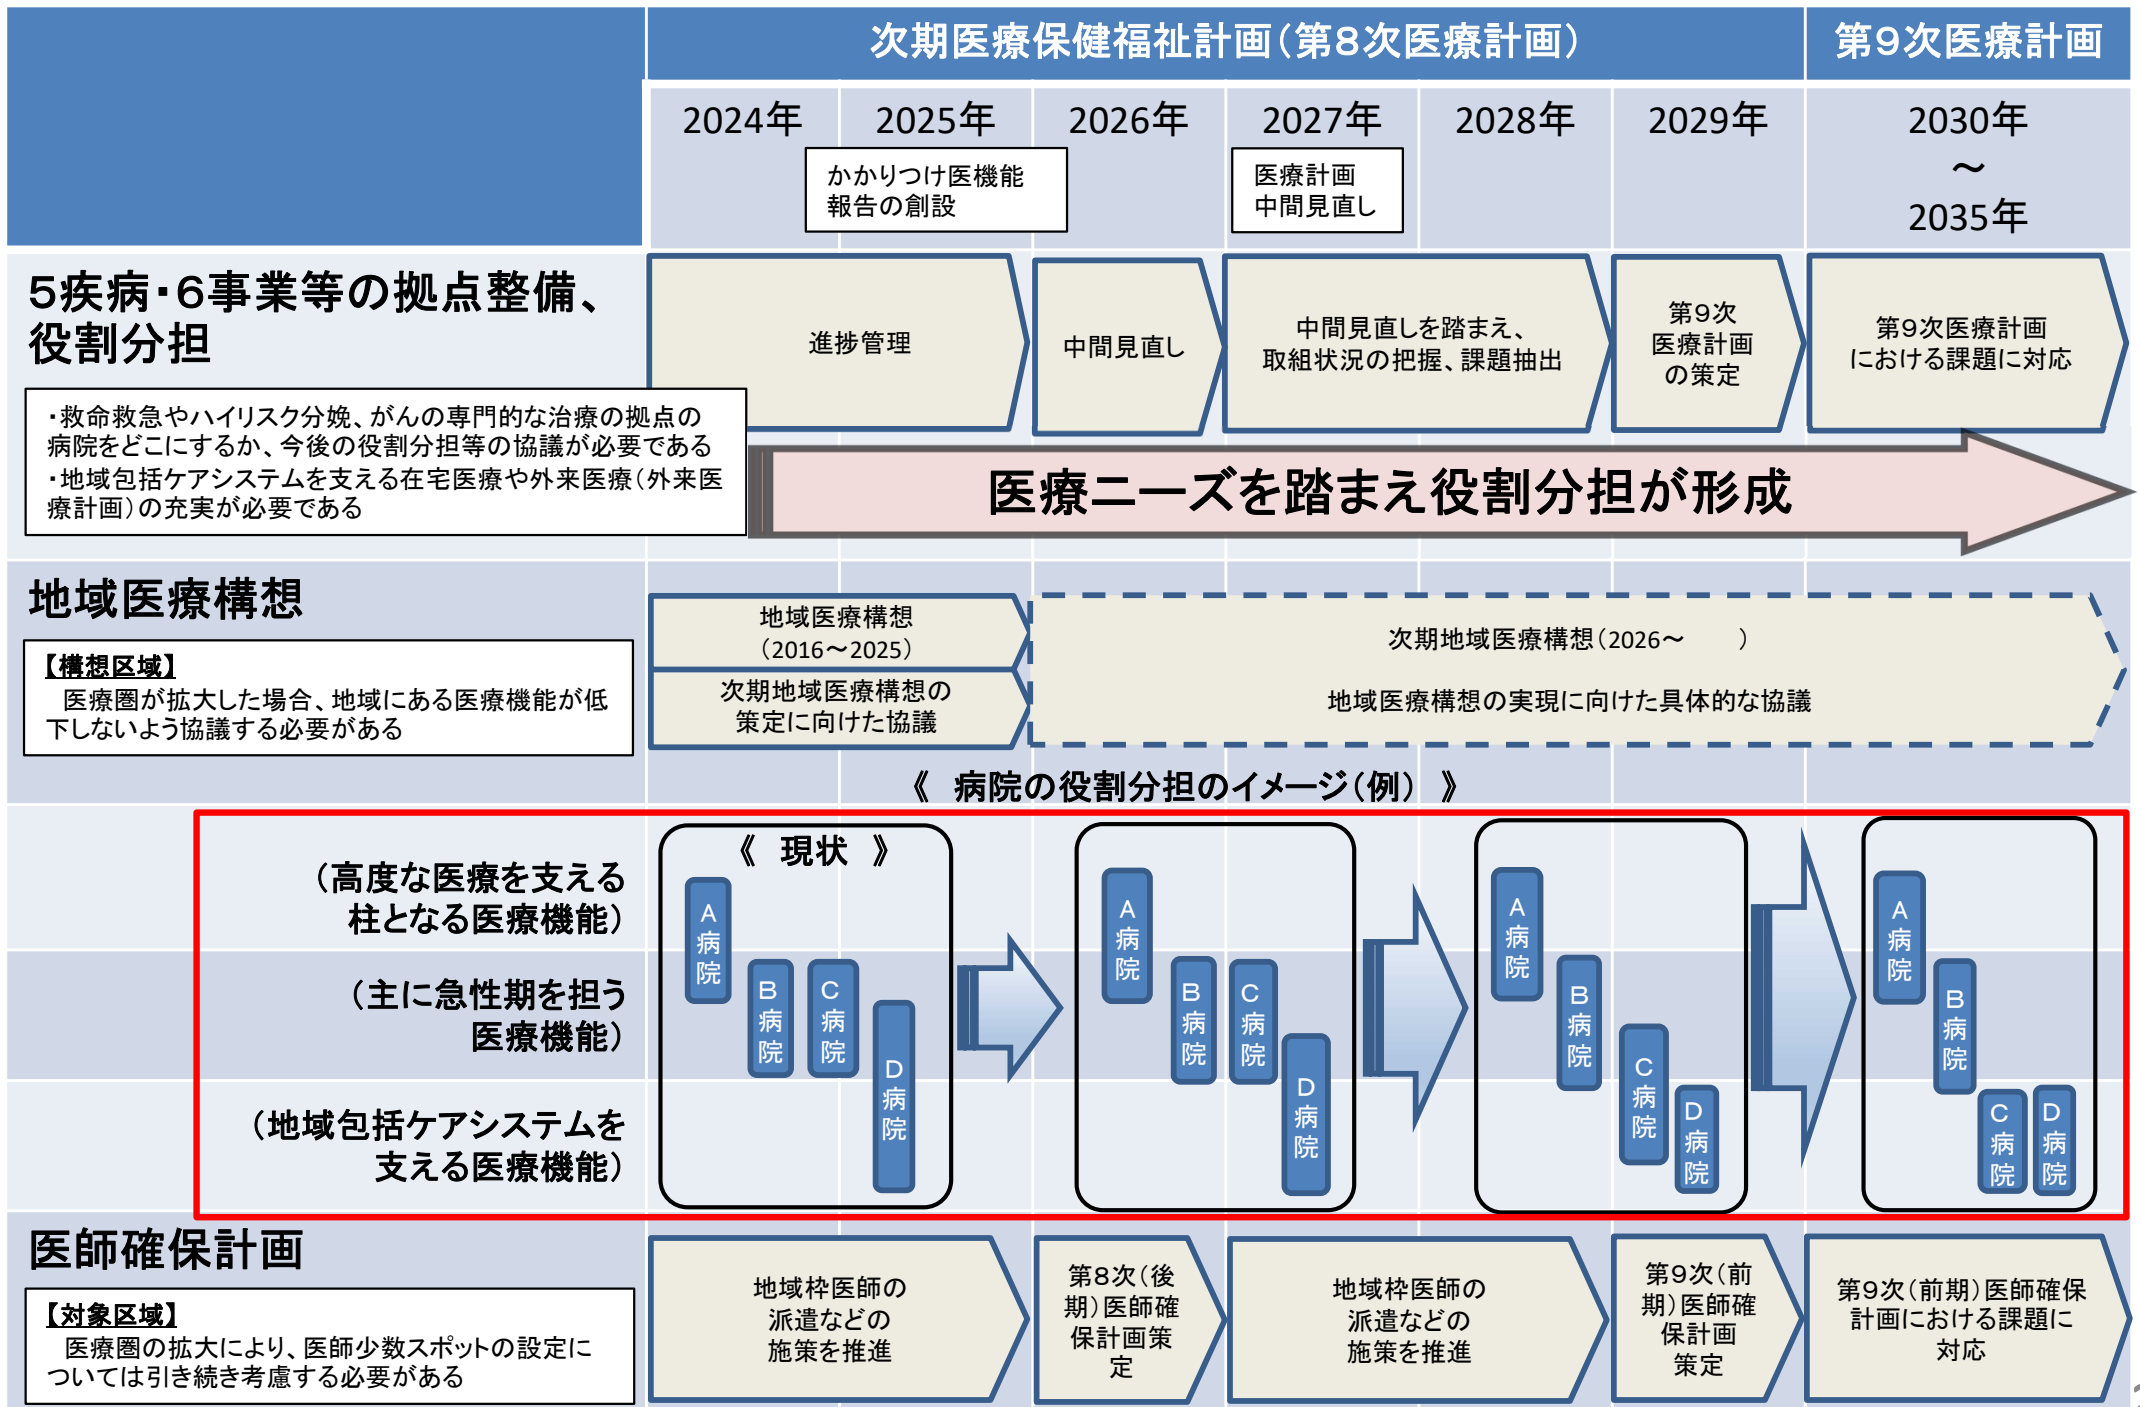 次期医療保健福祉計画（第８次医療計画）
第９次医療計画
2024年
2025年
2026年
2027年
2028年
2029年
2030年
～
2035年
かかりつけ医機能
報告の創設
医療計画
中間見直し
５疾病・６事業等の拠点整備、
役割分担
・救命救急やハイリスク分娩、がんの専門的な治療の拠点の
病院をどこにするか、今後の役割分担等の協議が必要である
・地域包括ケアシステムを支える在宅医療や外来医療（外来医
療計画）の充実が必要である
進捗管理
中間見直し
中間見直しを踏まえ、
取組状況の把握、課題抽出
第９次
医療計画
の策定
第９次医療計画
における課題に対応
医療ニーズを踏まえ役割分担が形成
地域医療構想
【構想区域】
医療圏が拡大した場合、地域にある医療機能が低
下しないよう協議する必要がある
地域医療構想
（2016～2025）
次期地域医療構想の
策定に向けた協議
次期地域医療構想（2026～　　）
地域医療構想の実現に向けた具体的な協議
《　病院の役割分担のイメージ（例）　》
（高度な医療を支える
柱となる医療機能）
（主に急性期を担う
医療機能）
（地域包括ケアシステムを
支える医療機能）
《　現状　》
Ａ病院
Ｂ病院
Ｃ病院
Ｄ病院
Ａ病院
Ｂ病院
Ｃ病院
Ｄ病院
Ａ病院
Ｂ病院
Ｃ病院
Ｄ病院
Ａ病院
Ｂ病院
Ｃ病院
Ｄ病院
医師確保計画
【対象区域】
医療圏の拡大により、医師少数スポットの設定に
ついては引き続き考慮する必要がある
地域枠医師の
派遣などの
施策を推進
第８次（後
期）医師確
保計画策
定
地域枠医師の
派遣などの
施策を推進
第９次（前
期）医師確
保計画
策定
第９次（前期）医師確保
計画における課題に
対応